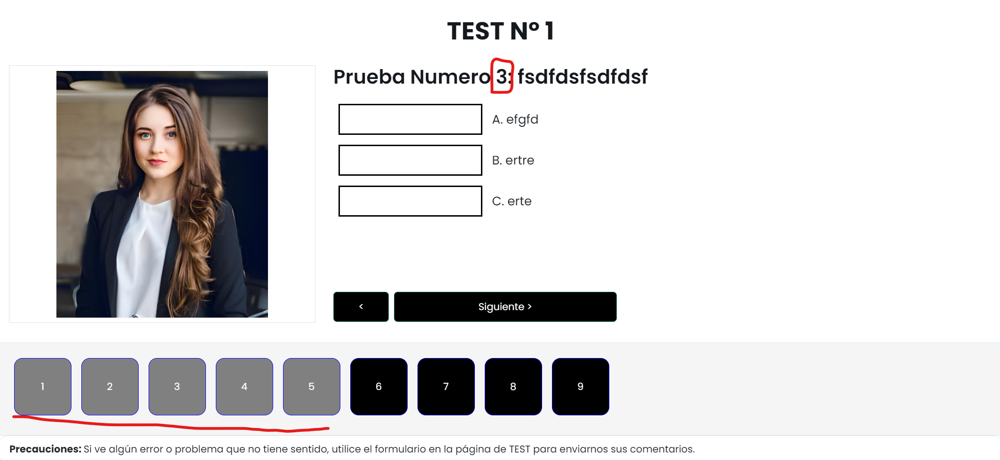 TEST Nº 1
Prueba Numero 3: fsdfdsfsdfdsf
A. efgfd
B. ertre
C. erte
<
Siguiente >
1 2 3 4 5 6 7 8 9
Precauciones: Si ve algún error o problema que no tiene sentido, utilice el formulario en la página de TEST para enviarnos sus comentarios.